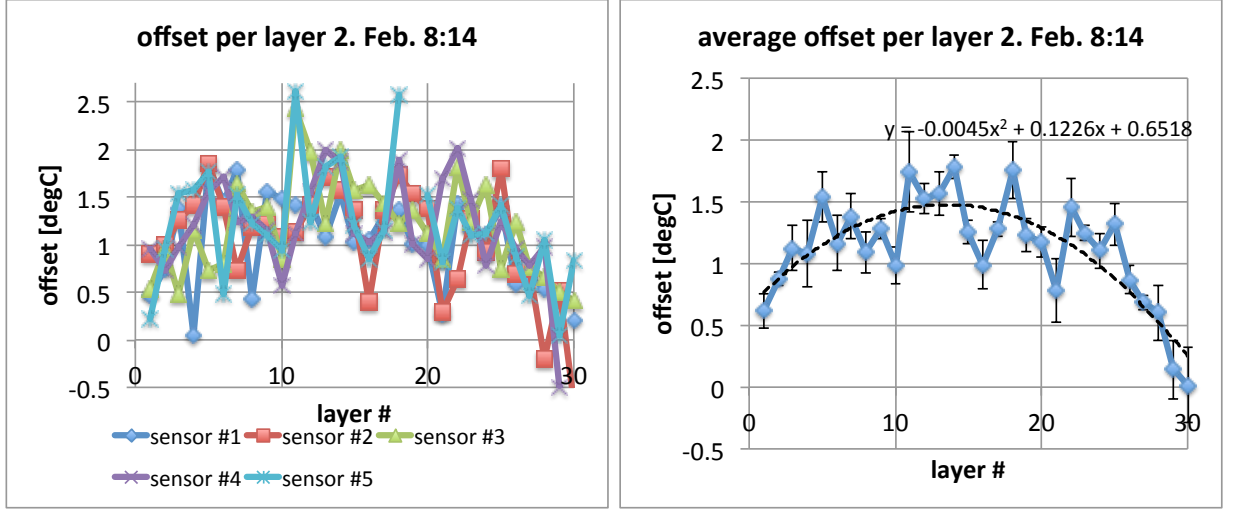 offset per layer 2. Feb. 8:14
2.5
2
1.5
1
0.5
0
-0.5
0
10
20
30
offset [degC]
layer #
sensor #1
sensor #2
sensor #3
sensor #4
sensor #5
average offset per layer 2. Feb. 8:14
2.5
2
1.5
1
0.5
0
-0.5
0
10
20
30
offset [degC]
layer #
y = -0.0045x² + 0.1226x + 0.6518